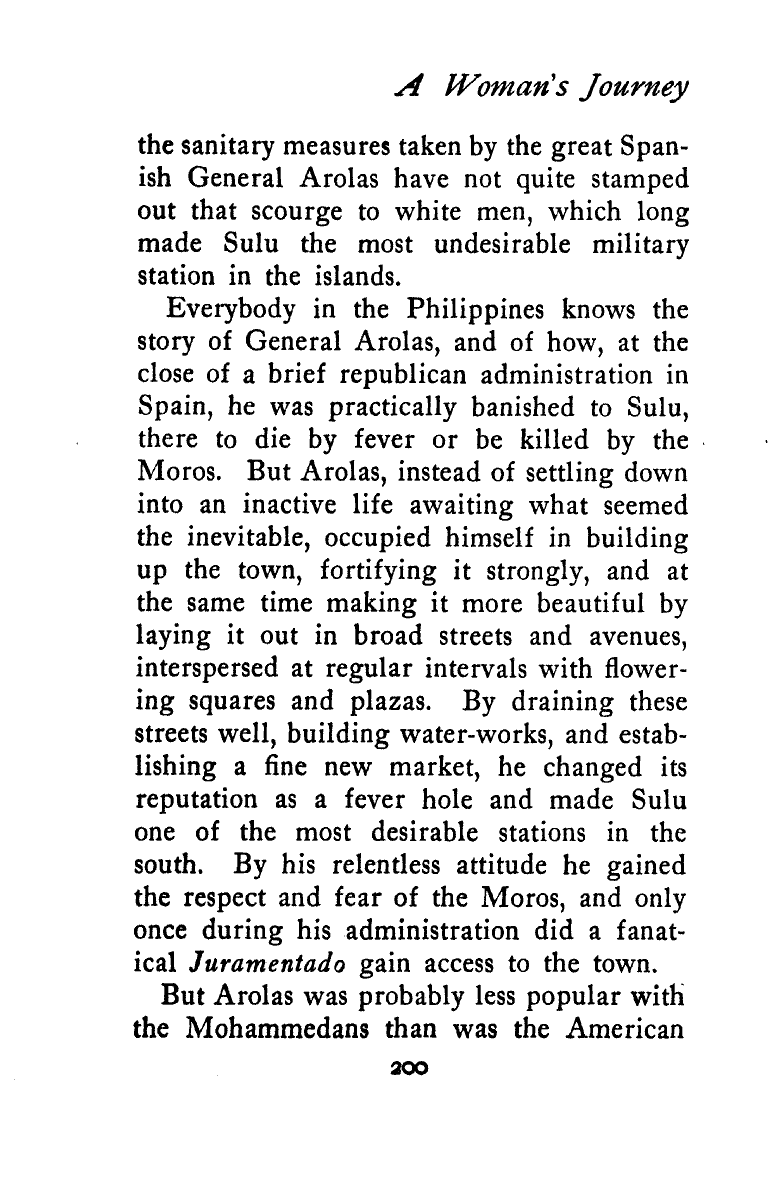 A Woman's Journey
the sanitary measures taken by the great Span-
ish General Arolas have not quite stamped
out that scourge to white men, which long
made Sulu the most undesirable military
station in the islands.
Everybody in the Philippines knows the
story of General Arolas, and of how, at the
close of a brief republican administration in
Spain, he was practically banished to Sulu,
there to die by fever or be killed by the
Moros. But Arolas, instead of settling down
into an inactive life awaiting what seemed
the inevitable, occupied himself in building
up the town, fortifying it strongly, and at
the same time making it more beautiful by
laying it out in broad streets and avenues,
interspersed at regular intervals with flower-
ing squares and plazas. By draining these
streets well, building water-works, and estab-
lishing a fine new market, he changed its
reputation as a fever hole and made Sulu
one of the most desirable stations in the
south. By his relentless attitude he gained
the respect and fear of the Moros, and only
once during his administration did a fanat-
ical Juramentado gain access to the town.
But Arolas was probably less popular with
the Mohammedans than was the American
200